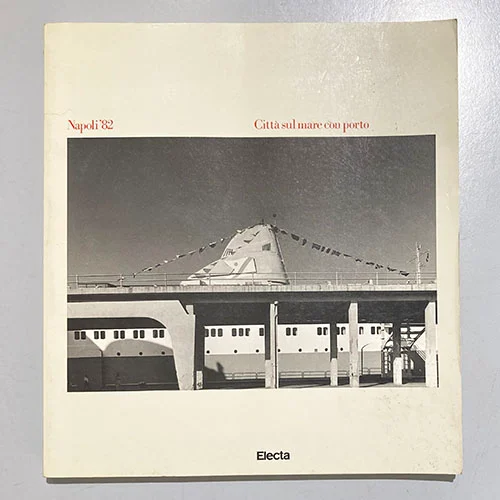 Napoli '82
Città sul mare con porto
Electa